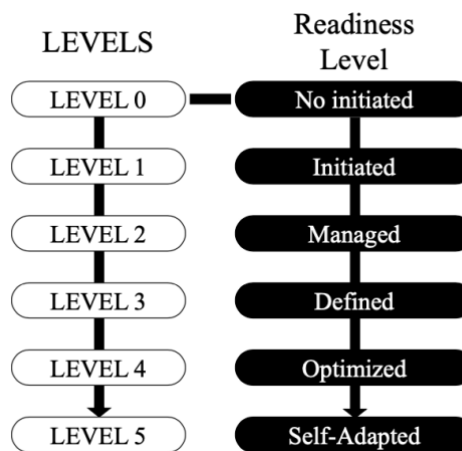 LEVELS
Readiness
Level
LEVEL 0
No initiated
LEVEL 1
Initiated
LEVEL 2
Managed
LEVEL 3
Defined
LEVEL 4
Optimized
LEVEL 5
Self-Adapted